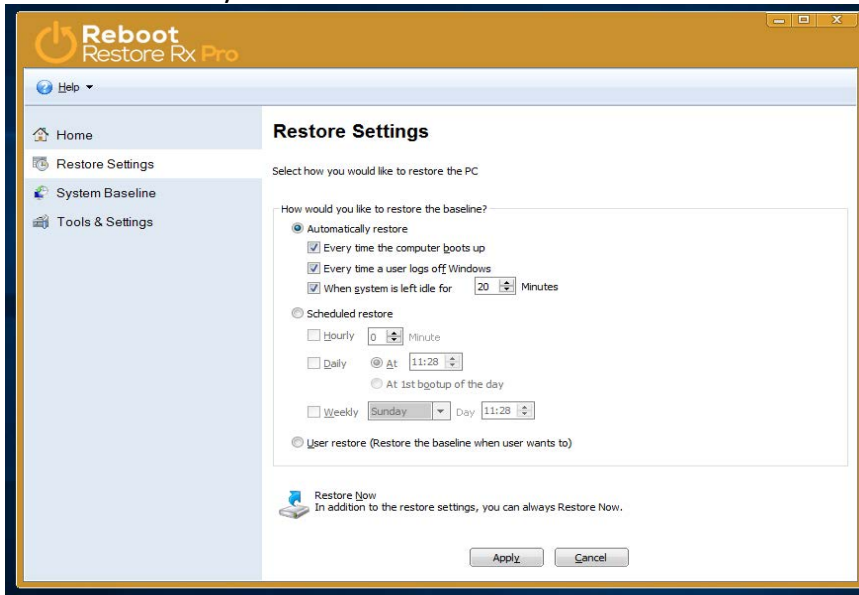 Reboot
Restore Rx Pro
Help
Home
Restore Settings
System Baseline
Tools & Settings
Restore Settings
Select how you would like to restore the PC
How would you like to restore the baseline?
Automatically restore
Every time the computer boots up
Every time a user logs off Windows
When system is left idle for 20 Minutes
Scheduled restore
Hourly 0 Minute
Daily At 11:28
At 1st bootup of the day
Weekly Sunday Day 11:28
User restore (Restore the baseline when user wants to)
Restore Now
In addition to the restore settings, you can always Restore Now.
Apply Cancel